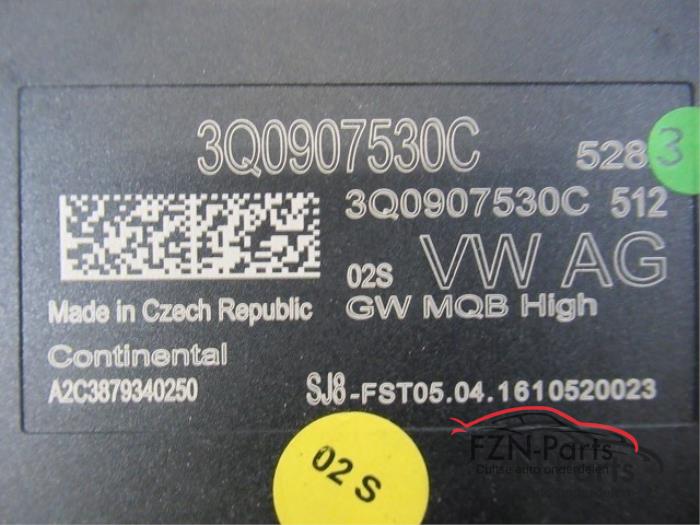 3Q0907530C
528 3
3Q0907530C 512
02S VW AG
Made in Czech Republic GW MQB High
Continental
A2C3879340250 SJ8-FST05.04.1610520023
FZN-Parts
02 S